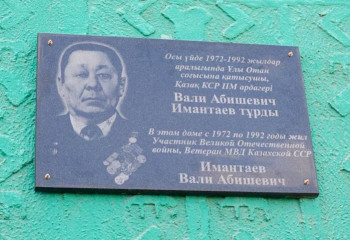 Осы үйде 1972-1992 жылдар
аралығында Ұлы Отан
соғысына қатысушу,
Қазақ КСР ІІМ ардагері
Вали Абишевич
Имантаев тұрды
В этом доме с 1972 по 1992 годы жил
Участник Великой Отечественной
войны, Ветеран МВД Казахской ССР
Имантаев
Вали Абишевич